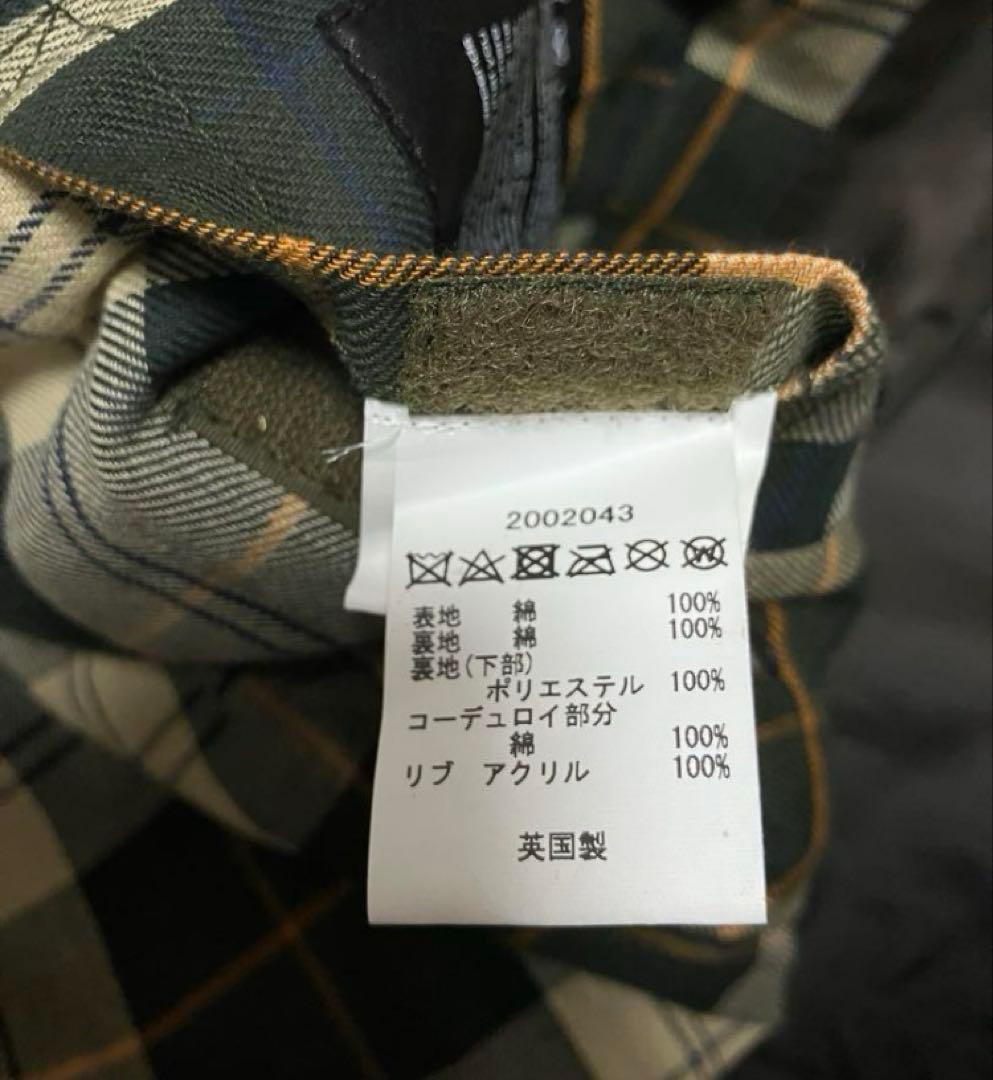 2002043
表地 綿 100%
裏地 綿 100%
裏地(下部)
ポリエステル 100%
コーデュロイ部分
綿 100%
リブ アクリル 100%
英国製